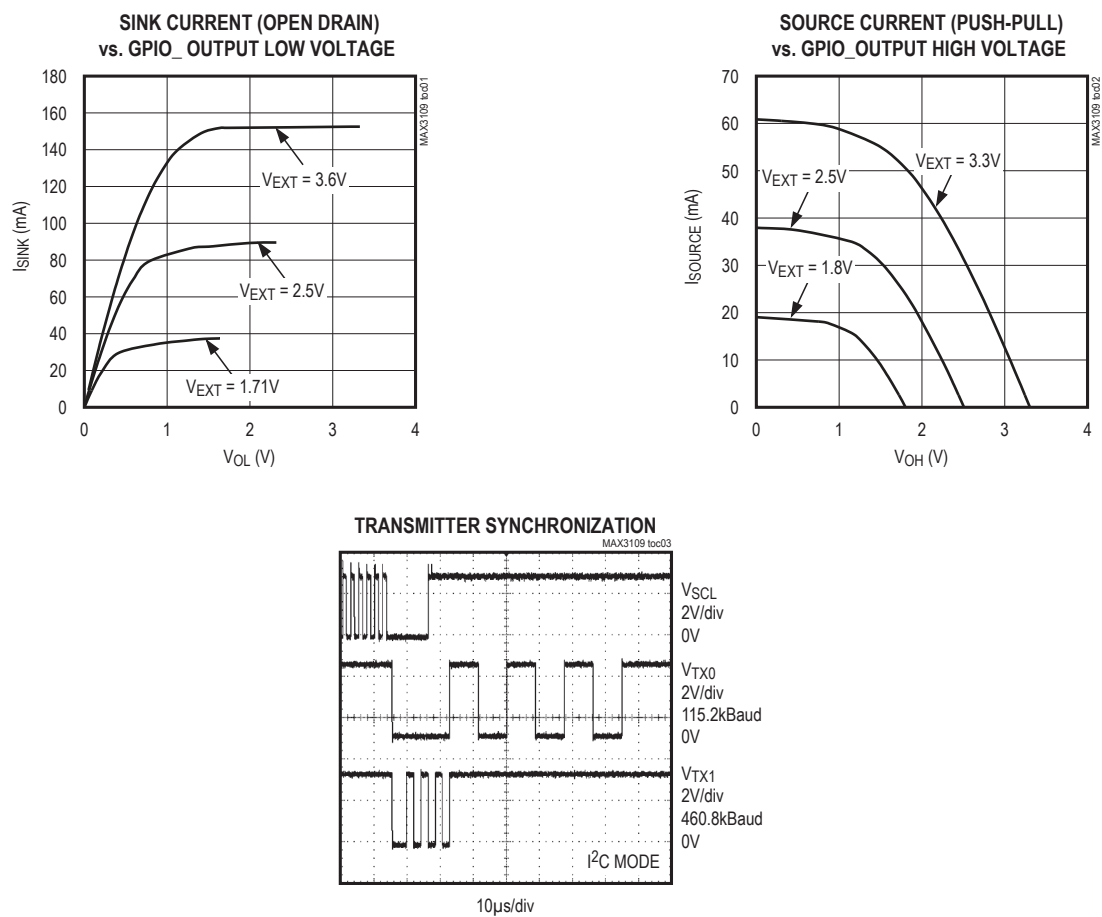 SINK CURRENT (OPEN DRAIN)
vs. GPIO_ OUTPUT LOW VOLTAGE
MAX3109 toc01
180
160
140
120
100
80
60
40
20
0
ISINK (mA)
VEXT = 3.6V
VEXT = 2.5V
VEXT = 1.71V
0 1 2 3 4
VOL (V)
SOURCE CURRENT (PUSH-PULL)
vs. GPIO_OUTPUT HIGH VOLTAGE
MAX3109 toc02
70
60
50
40
30
20
10
0
ISOURCE (mA)
VEXT = 3.3V
VEXT = 2.5V
VEXT = 1.8V
0 1 2 3 4
VOH (V)
TRANSMITTER SYNCHRONIZATION
MAX3109 toc03
VSCL
2V/div
0V
VTX0
2V/div
115.2kBaud
0V
VTX1
2V/div
460.8kBaud
0V
I2C MODE
10µs/div